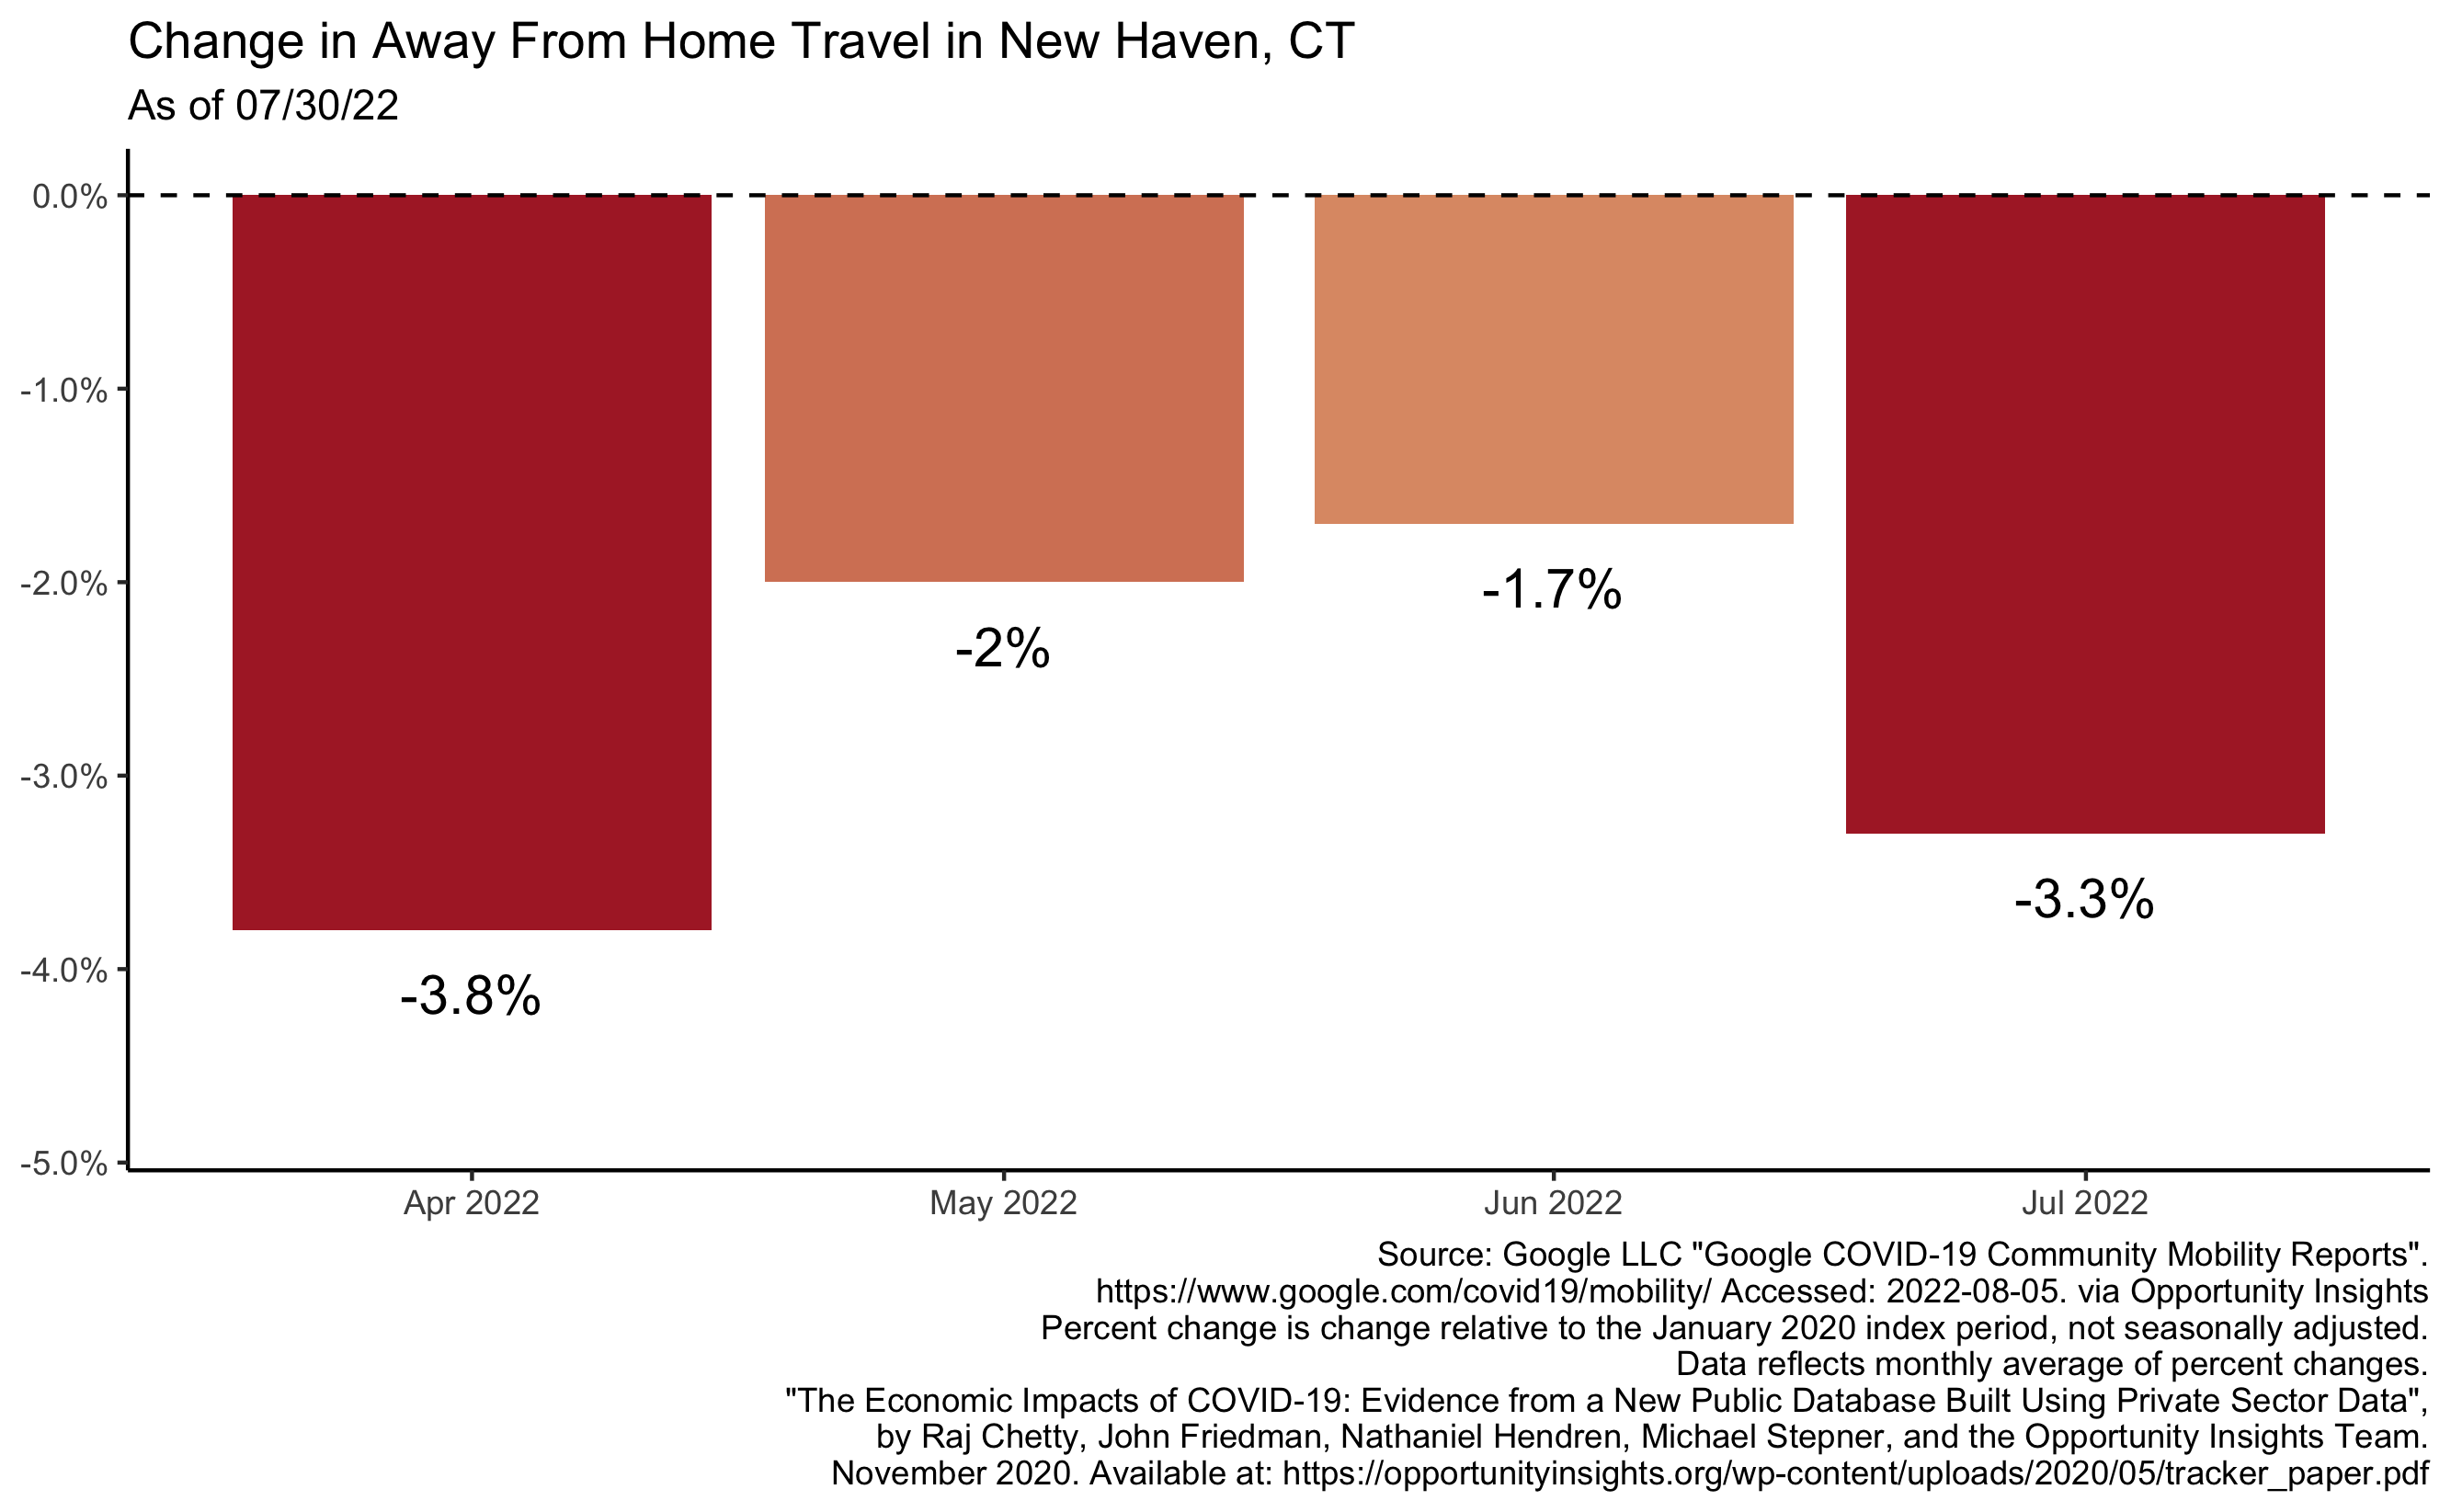 Change in Away From Home Travel in New Haven, CT
As of 07/30/22
0.0%
-1.0%
-2.0%
-3.0%
-4.0%
-5.0%
-3.8%
-2%
-1.7%
-3.3%
Apr 2022
May 2022
Jun 2022
Jul 2022
Source: Google LLC "Google COVID-19 Community Mobility Reports".
https://www.google.com/covid19/mobility/ Accessed: 2022-08-05. via Opportunity Insights
Percent change is change relative to the January 2020 index period, not seasonally adjusted.
Data reflects monthly average of percent changes.
"The Economic Impacts of COVID-19: Evidence from a New Public Database Built Using Private Sector Data",
by Raj Chetty, John Friedman, Nathaniel Hendren, Michael Stepner, and the Opportunity Insights Team.
November 2020. Available at: https://opportunityinsights.org/wp-content/uploads/2020/05/tracker_paper.pdf